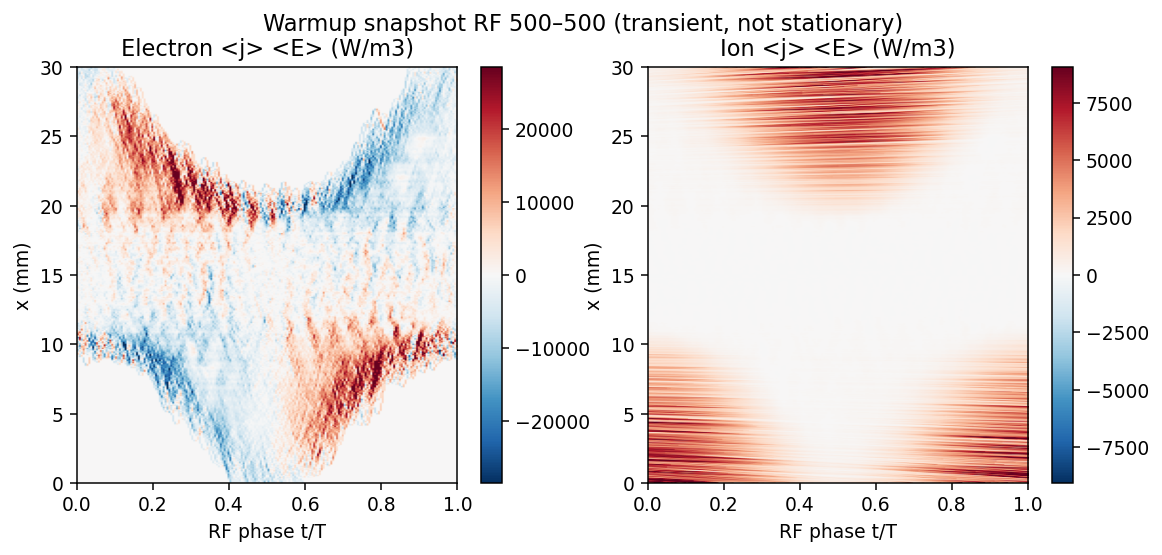 Warmup snapshot RF 500–500 (transient, not stationary)
Electron <j> <E> (W/m3)
Ion <j> <E> (W/m3)
30
25
20
15
10
5
0
x (mm)
0.0 0.2 0.4 0.6 0.8 1.0
RF phase t/T
20000
10000
0
−10000
−20000
30
25
20
15
10
5
0
x (mm)
0.0 0.2 0.4 0.6 0.8 1.0
RF phase t/T
7500
5000
2500
0
−2500
−5000
−7500